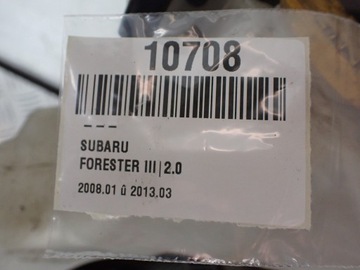 10708
---
SUBARU
FORESTER III|2.0
2008.01 û 2013.03